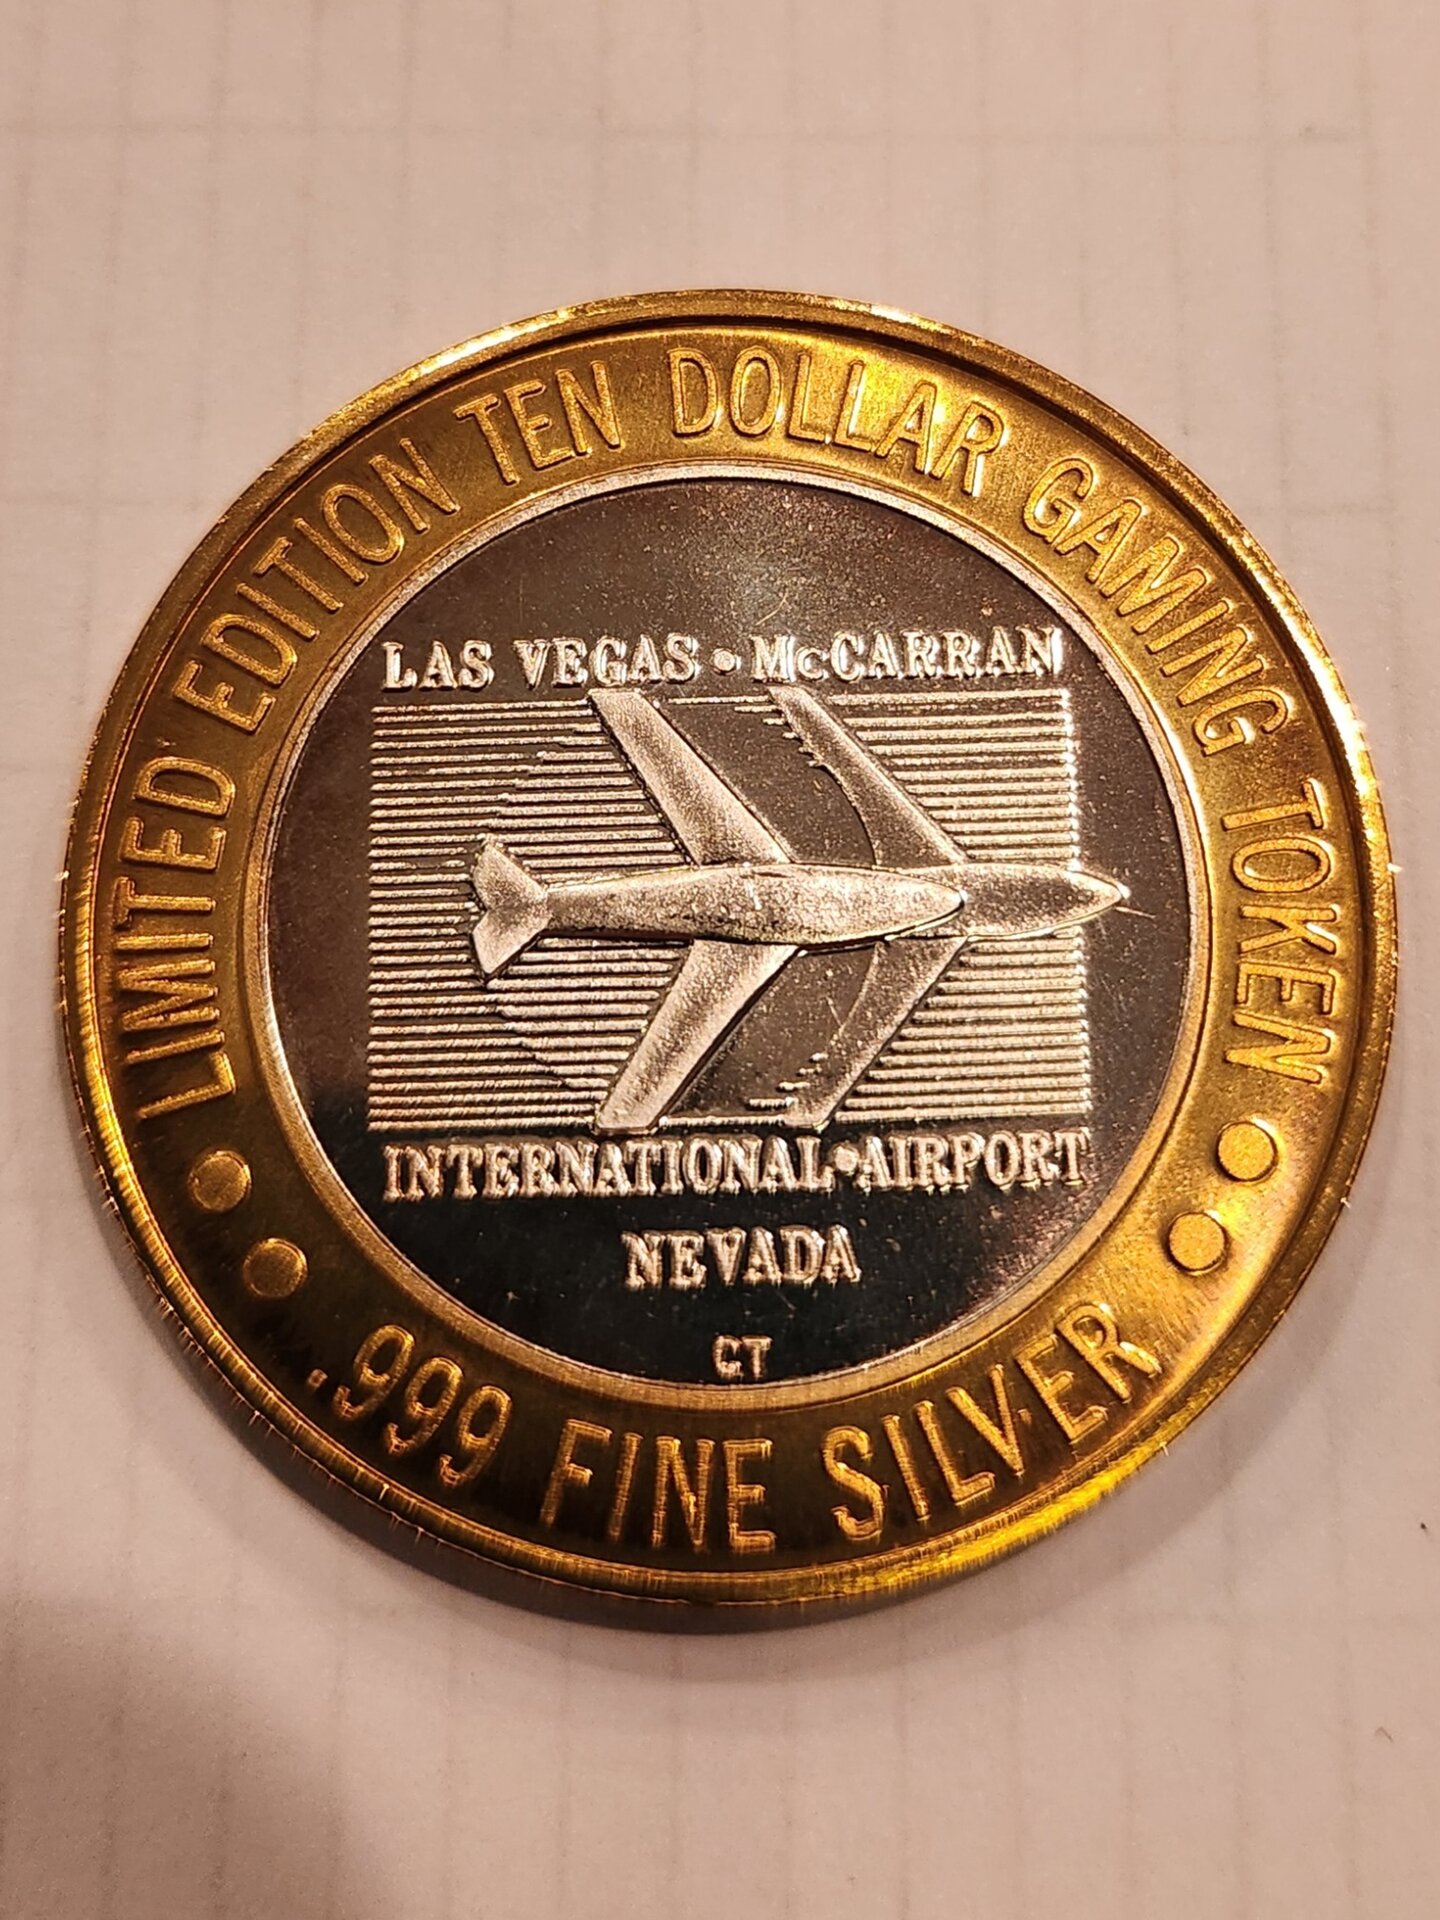 LIMITED EDITION TEN DOLLAR GAMING TOKEN
LAS VEGAS • McCARRAN
INTERNATIONAL • AIRPORT
NEVADA
CT
.999 FINE SILVER